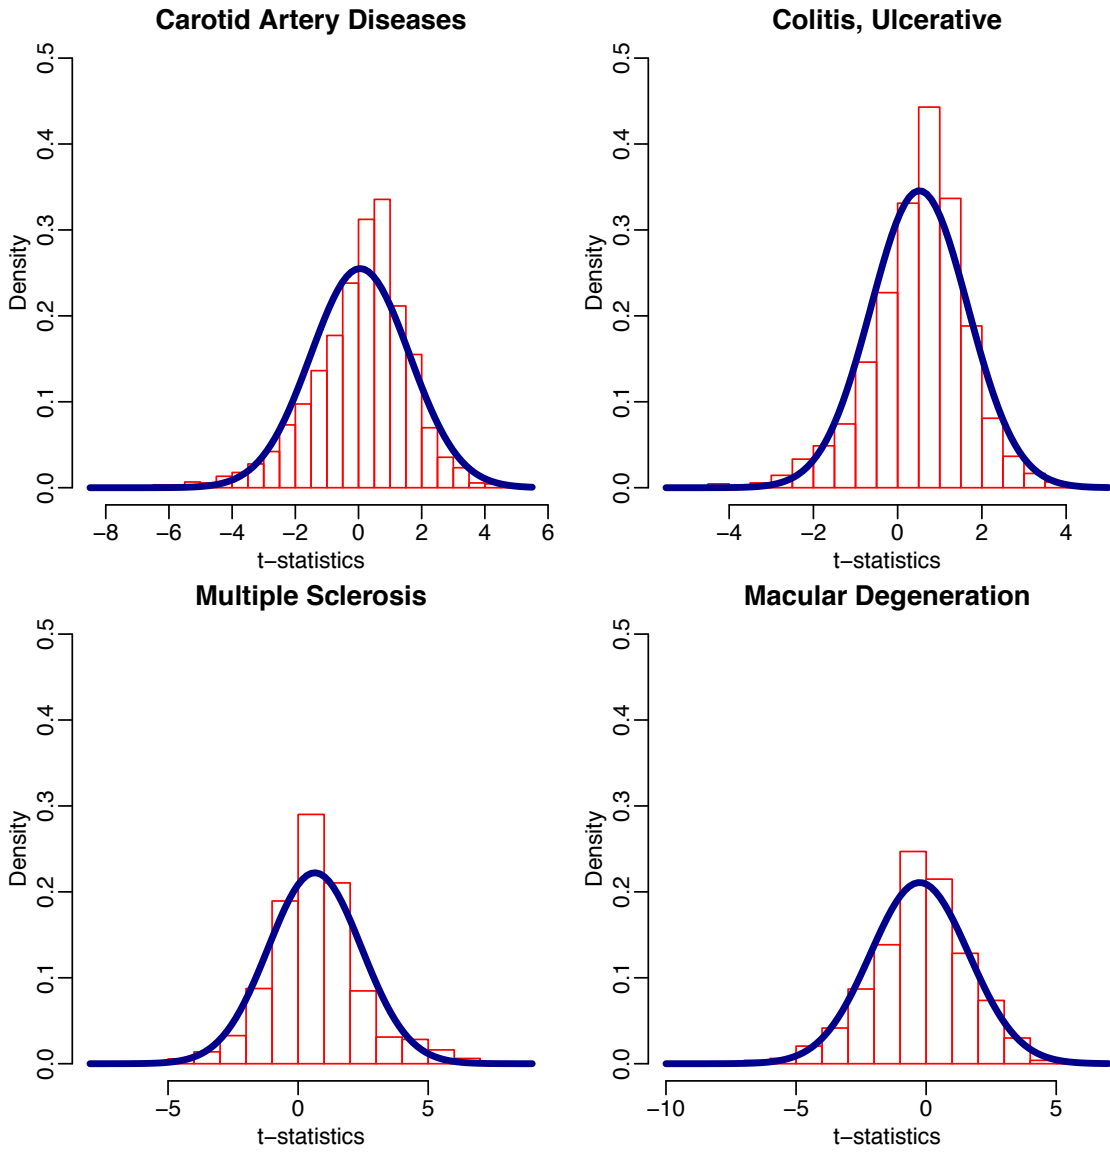 Carotid Artery Diseases
Density
0.0 0.1 0.2 0.3 0.4 0.5
−8 −6 −4 −2 0 2 4 6
t−statistics
Colitis, Ulcerative
Density
0.0 0.1 0.2 0.3 0.4 0.5
−4 −2 0 2 4
t−statistics
Multiple Sclerosis
Density
0.0 0.1 0.2 0.3 0.4 0.5
−5 0 5
t−statistics
Macular Degeneration
Density
0.0 0.1 0.2 0.3 0.4 0.5
−10 −5 0 5
t−statistics